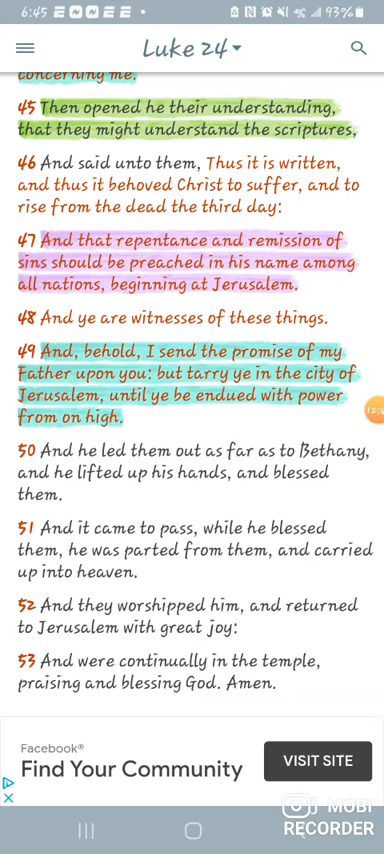 6:45
93%
Luke 24
concerning me.
45 Then opened he their understanding,
that they might understand the scriptures,
46 And said unto them, Thus it is written,
and thus it behoved Christ to suffer, and to
rise from the dead the third day:
47 And that repentance and remission of
sins should be preached in his name among
all nations, beginning at Jerusalem.
48 And ye are witnesses of these things.
49 And, behold, I send the promise of my
Father upon you: but tarry ye in the city of
Jerusalem, until ye be endued with power
from on high.
50 And he led them out as far as to Bethany,
and he lifted up his hands, and blessed
them.
51 And it came to pass, while he blessed
them, he was parted from them, and carried
up into heaven.
52 And they worshipped him, and returned
to Jerusalem with great joy:
53 And were continually in the temple,
praising and blessing God. Amen.
Facebook®
Find Your Community
VISIT SITE
MOBI
RECORDER